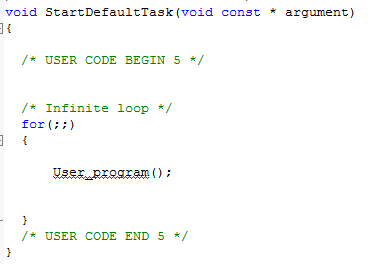 void StartDefaultTask(void const * argument)
{
/* USER CODE BEGIN 5 */
/* Infinite loop */
for(;;)
{
User_program();
}
/* USER CODE END 5 */
}